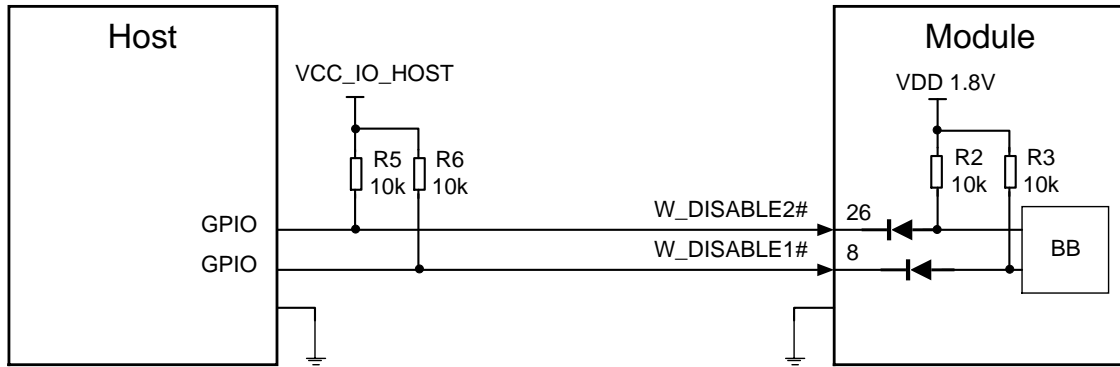 Host
Module
VCC_IO_HOST
VDD 1.8V
R5
10k
R6
10k
R2
10k
R3
10k
GPIO
W_DISABLE2#
26
GPIO
W_DISABLE1#
8
BB